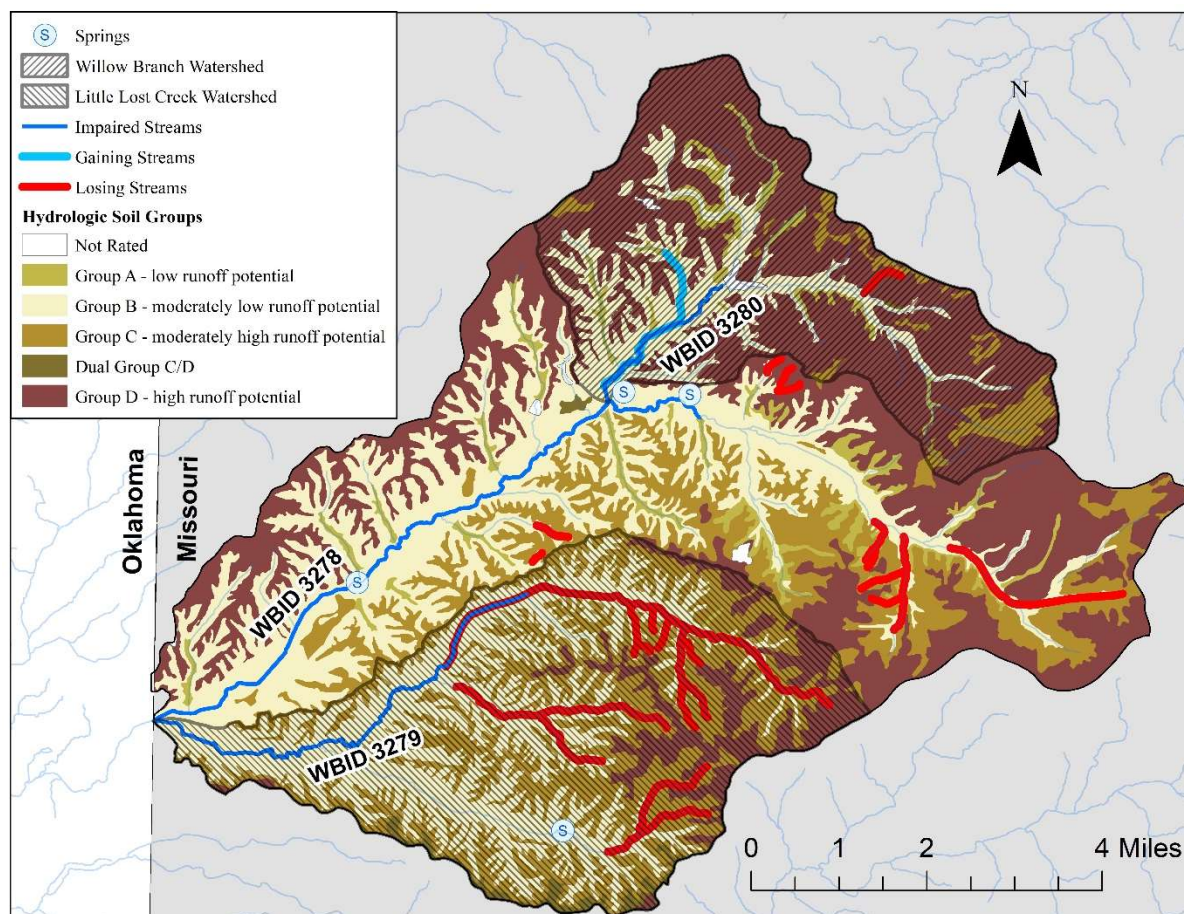 S Springs
Willow Branch Watershed
Little Lost Creek Watershed
Impaired Streams
Gaining Streams
Losing Streams
Hydrologic Soil Groups
Not Rated
Group A - low runoff potential
Group B - moderately low runoff potential
Group C - moderately high runoff potential
Dual Group C/D
Group D - high runoff potential
N
WBID 3280
S
S
Oklahoma
Missouri
WBID 3278
S
WBID 3279
S
0 1 2 4 Miles